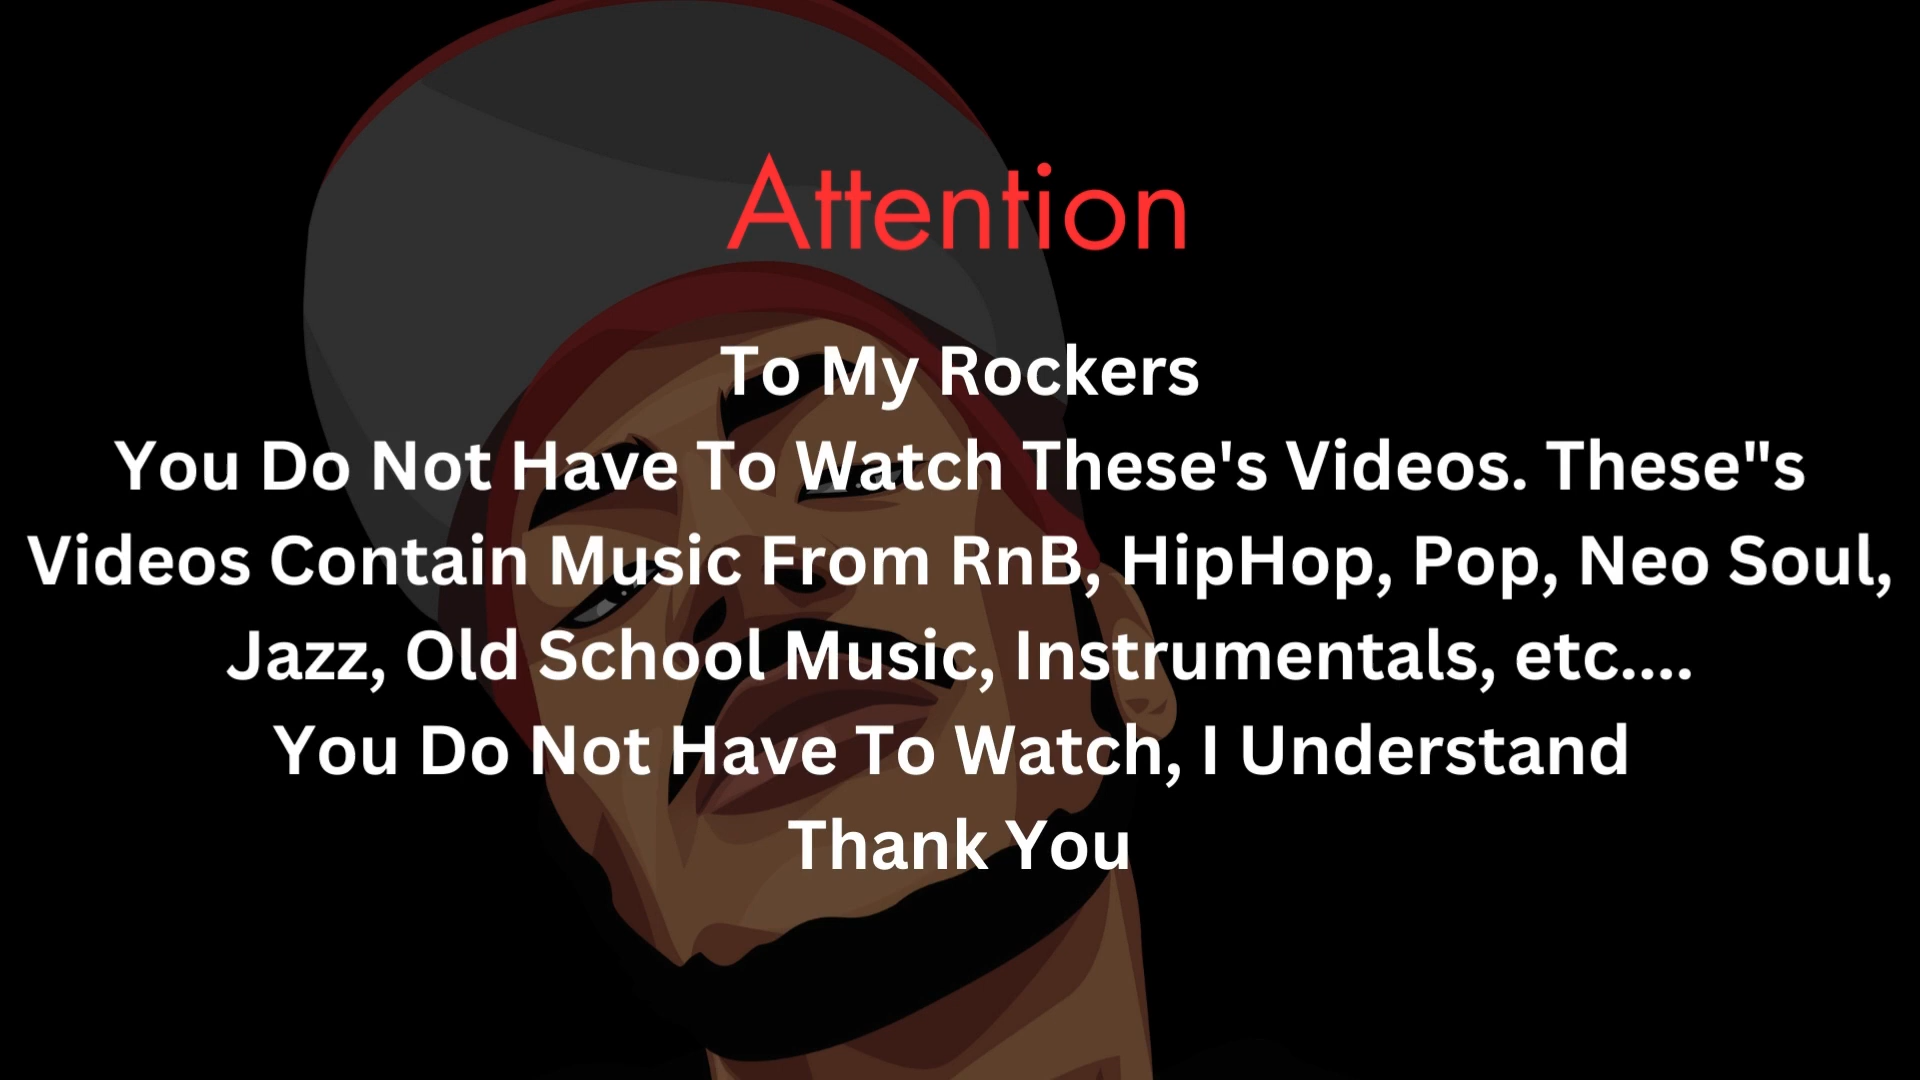 Attention
To My Rockers
You Do Not Have To Watch These's Videos. These"s
Videos Contain Music From RnB, HipHop, Pop, Neo Soul,
Jazz, Old School Music, Instrumentals, etc....
You Do Not Have To Watch, I Understand
Thank You